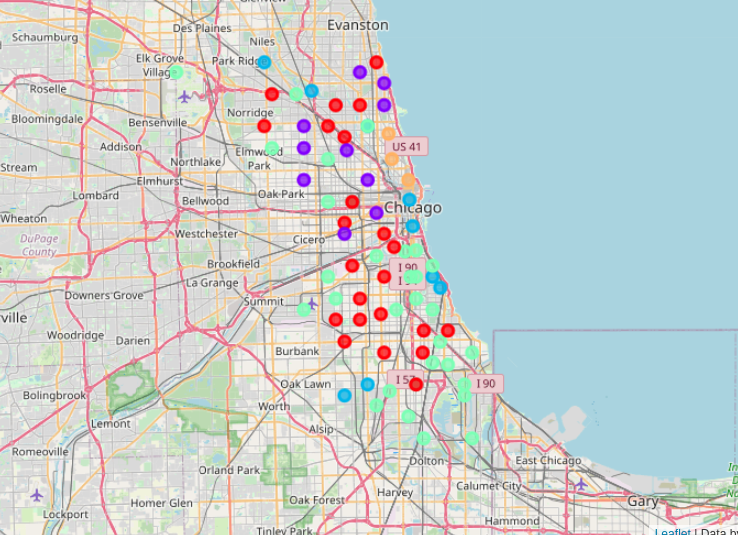 Evanston
Des Plaines
Schaumburg
Niles
Elk Grove
Village
Park Ridge
Roselle
Norridge
Bloomingdale
Bensenville
Addison
Elmwood
Park
US 41
Stream
Northlake
Elmhurst
Oak Park
Lombard
Bellwood
Chicago
Wheaton
Westchester
Cicero
DuPage
County
Brookfield
I 90
La Grange
Downers Grove
Summit
ville
Woodridge
Darien
Burbank
Oak Lawn
I 57
I 90
Bolingbrook
Worth
Lemont
Alsip
Romeoville
Dolton
East Chicago
Orland Park
Calumet City
Harvey
Homer Glen
Oak Forest
Gary
Lockport
Hammond
Tinley Park
Leaflet | Data by